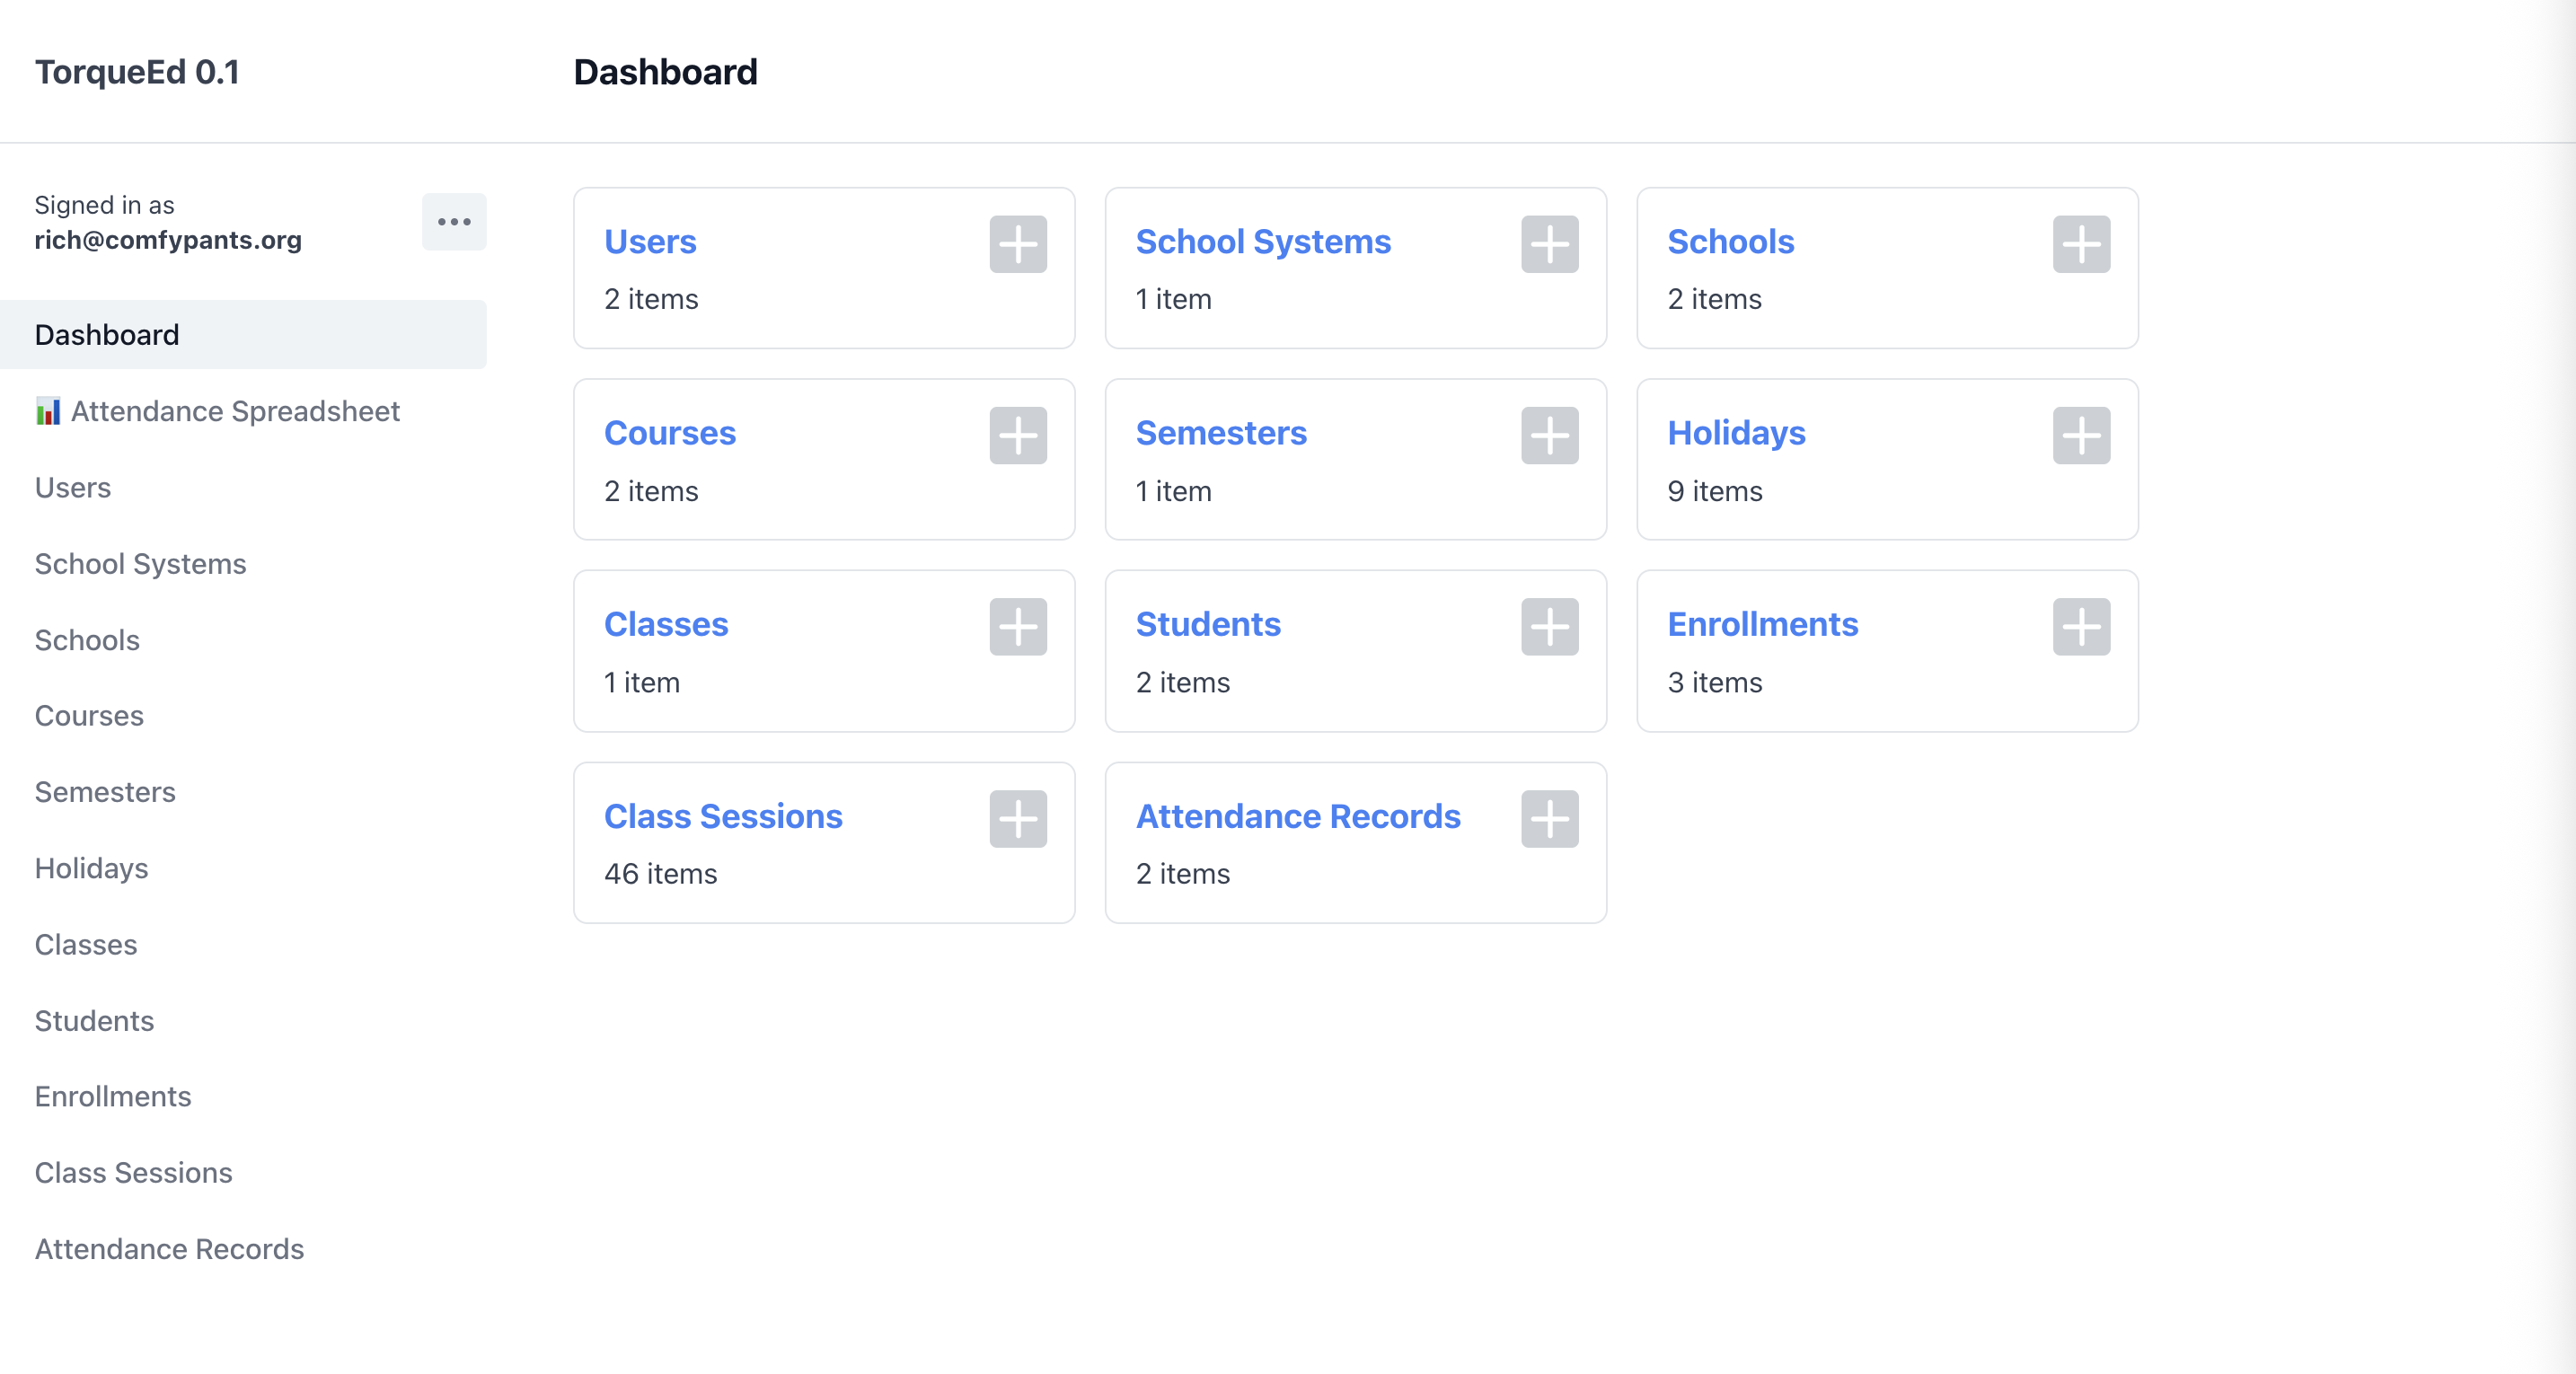 TorqueEd 0.1
Dashboard
Signed in as
rich@comfypants.org
Dashboard
Attendance Spreadsheet
Users
School Systems
Schools
Courses
Semesters
Holidays
Classes
Students
Enrollments
Class Sessions
Attendance Records
Users
2 items
School Systems
1 item
Schools
2 items
Courses
2 items
Semesters
1 item
Holidays
9 items
Classes
1 item
Students
2 items
Enrollments
3 items
Class Sessions
46 items
Attendance Records
2 items